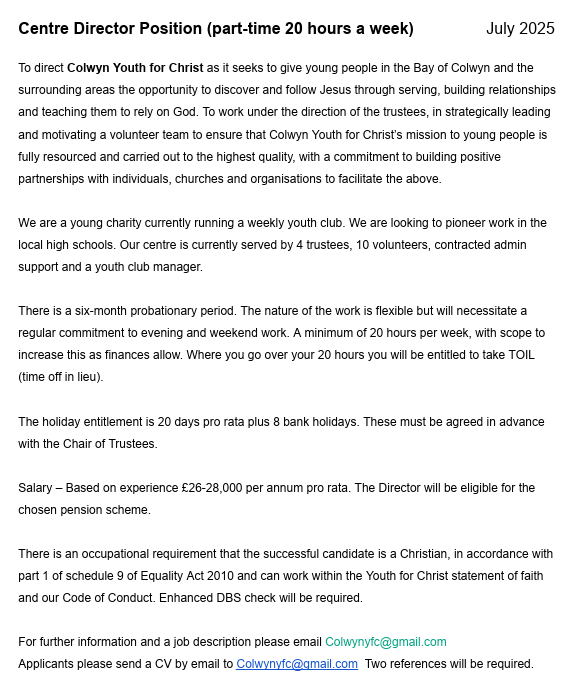 Centre Director Position (part-time 20 hours a week) July 2025
To direct Colwyn Youth for Christ as it seeks to give young people in the Bay of Colwyn and the
surrounding areas the opportunity to discover and follow Jesus through serving, building relationships
and teaching them to rely on God. To work under the direction of the trustees, in strategically leading
and motivating a volunteer team to ensure that Colwyn Youth for Christ's mission to young people is
fully resourced and carried out to the highest quality, with a commitment to building positive
partnerships with individuals, churches and organisations to facilitate the above.
We are a young charity currently running a weekly youth club. We are looking to pioneer work in the
local high schools. Our centre is currently served by 4 trustees, 10 volunteers, contracted admin
support and a youth club manager.
There is a six-month probationary period. The nature of the work is flexible but will necessitate a
regular commitment to evening and weekend work. A minimum of 20 hours per week, with scope to
increase this as finances allow. Where you go over your 20 hours you will be entitled to take TOIL
(time off in lieu).
The holiday entitlement is 20 days pro rata plus 8 bank holidays. These must be agreed in advance
with the Chair of Trustees.
Salary – Based on experience £26-28,000 per annum pro rata. The Director will be eligible for the
chosen pension scheme.
There is an occupational requirement that the successful candidate is a Christian, in accordance with
part 1 of schedule 9 of Equality Act 2010 and can work within the Youth for Christ statement of faith
and our Code of Conduct. Enhanced DBS check will be required.
For further information and a job description please email Colwynyfc@gmail.com
Applicants please send a CV by email to Colwynyfc@gmail.com Two references will be required.